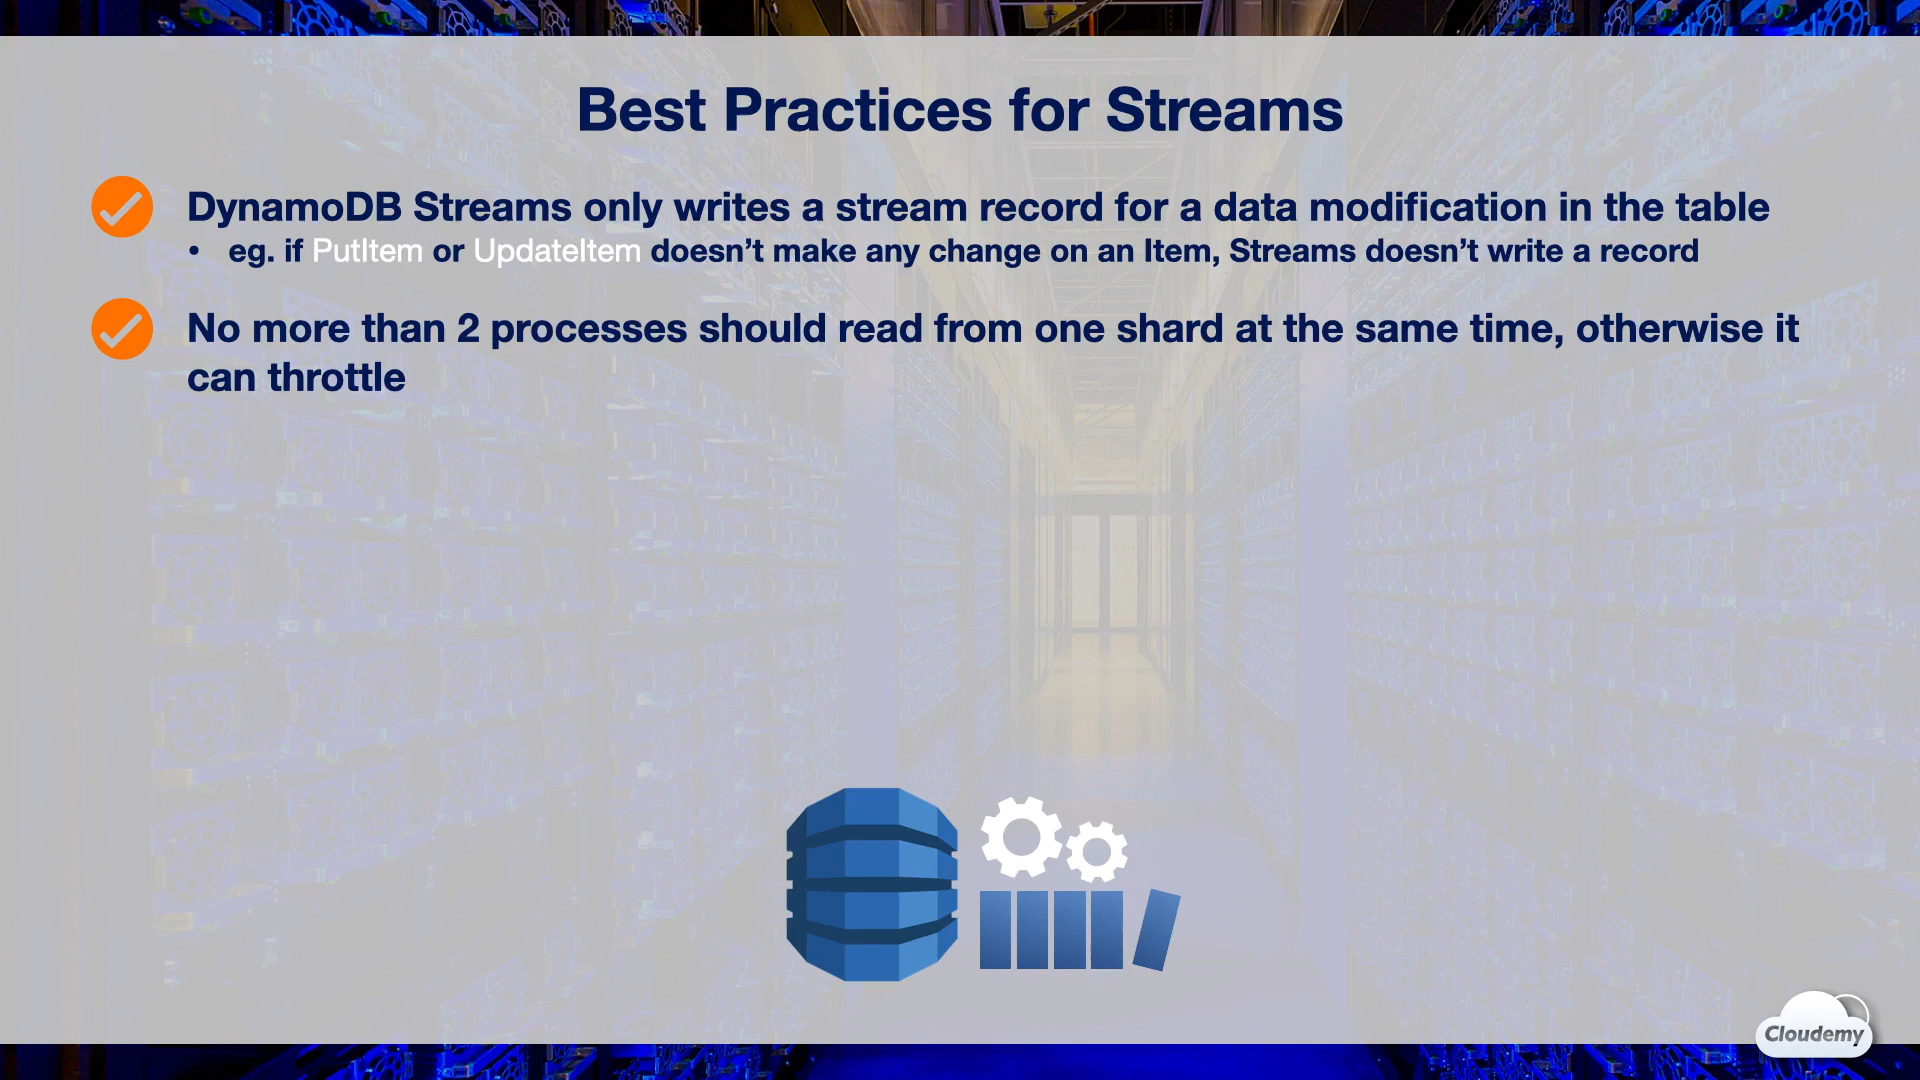 Best Practices for Streams
DynamoDB Streams only writes a stream record for a data modification in the table
• eg. if PutItem or UpdateItem doesn’t make any change on an Item, Streams doesn’t write a record
No more than 2 processes should read from one shard at the same time, otherwise it
can throttle
Cloudemy